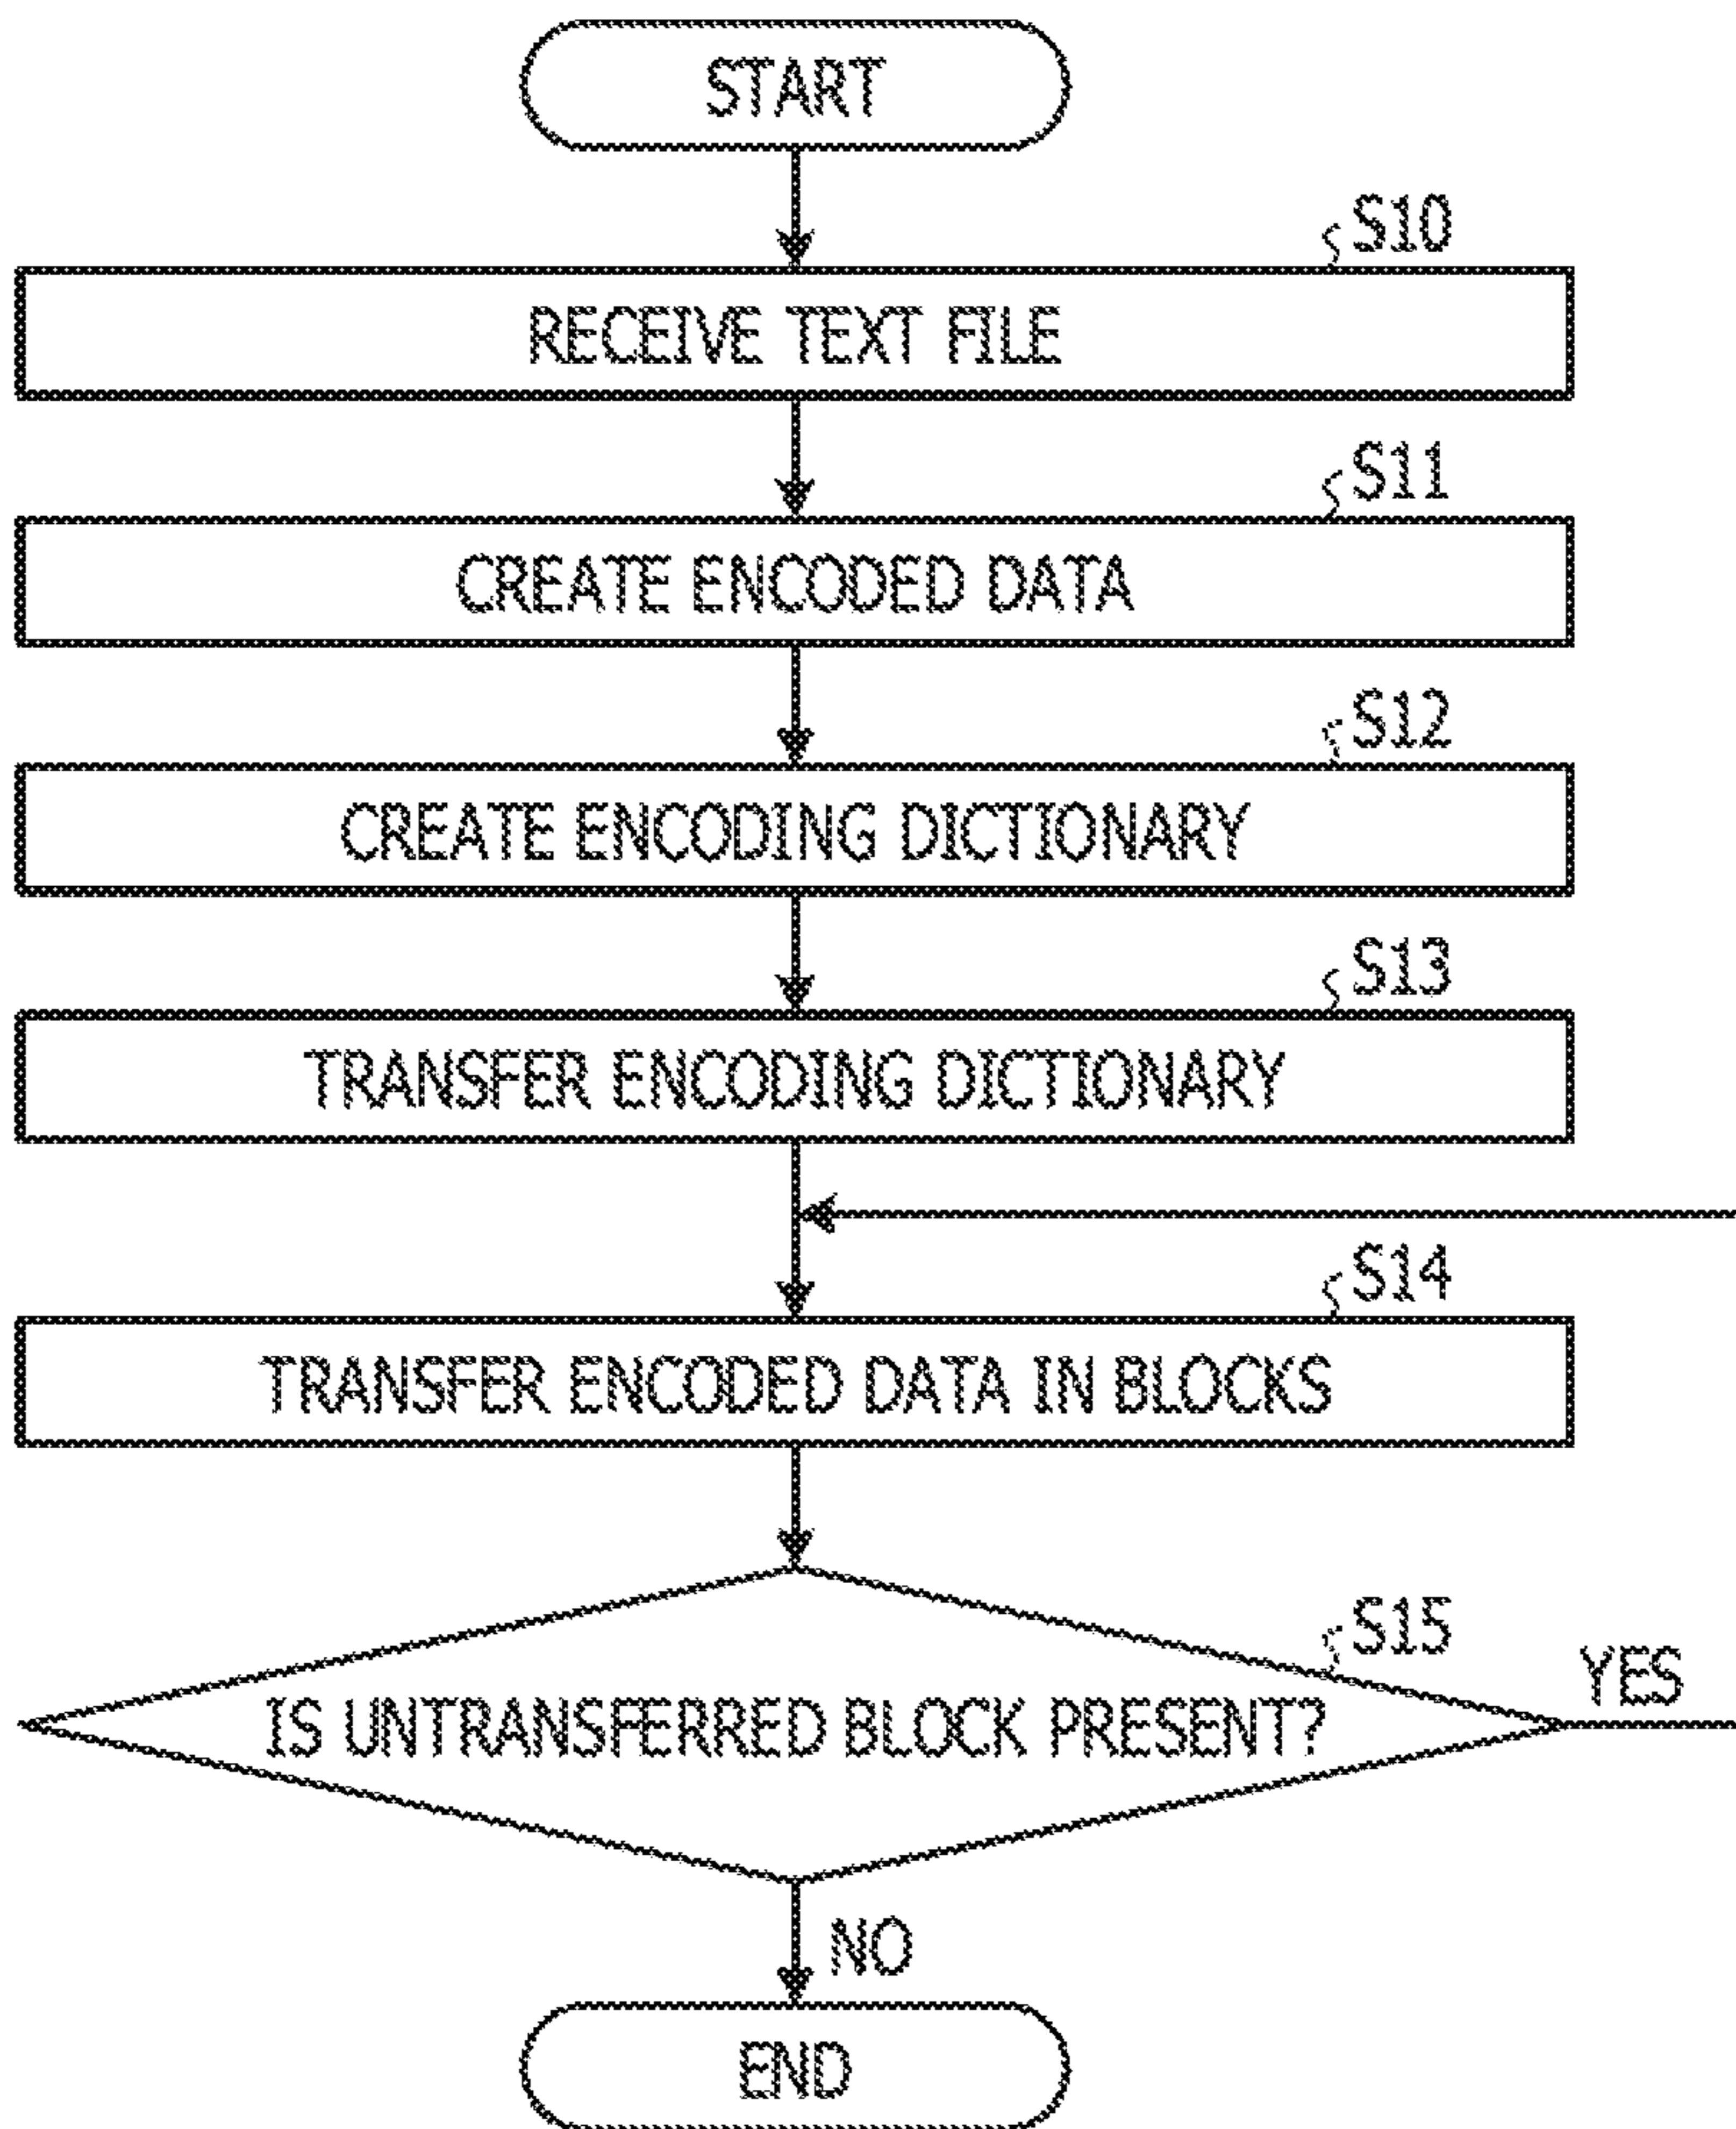 START
S10
RECEIVE TEXT FILE
S11
CREATE ENCODED DATA
S12
CREATE ENCODING DICTIONARY
S13
TRANSFER ENCODING DICTIONARY
S14
TRANSFER ENCODED DATA IN BLOCKS
S15
YES
IS UNTRANSFERRED BLOCK PRESENT?
NO
END